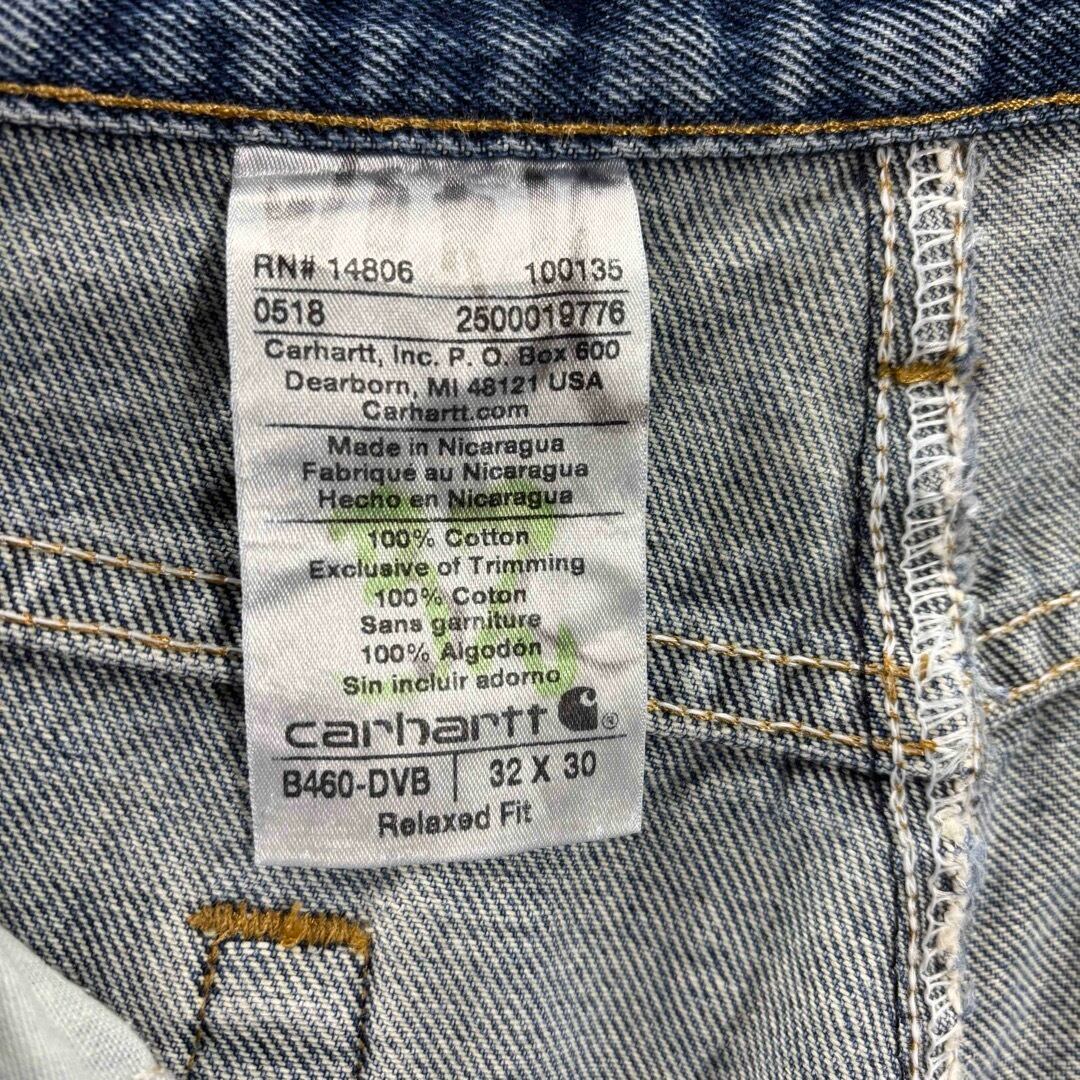 RN# 14806 100135
0518 2500019776
Carhartt, Inc. P. O. Box 600
Dearborn, MI 48121 USA
Carhartt.com
Made in Nicaragua
Fabrique au Nicaragua
Hecho en Nicaragua
100% Cotton
Exclusive of Trimming
100% Coton
Sans garniture
100% Algodón
Sin incluir adorno
carhartt ®
B460-DVB | 32 X 30
Relaxed Fit